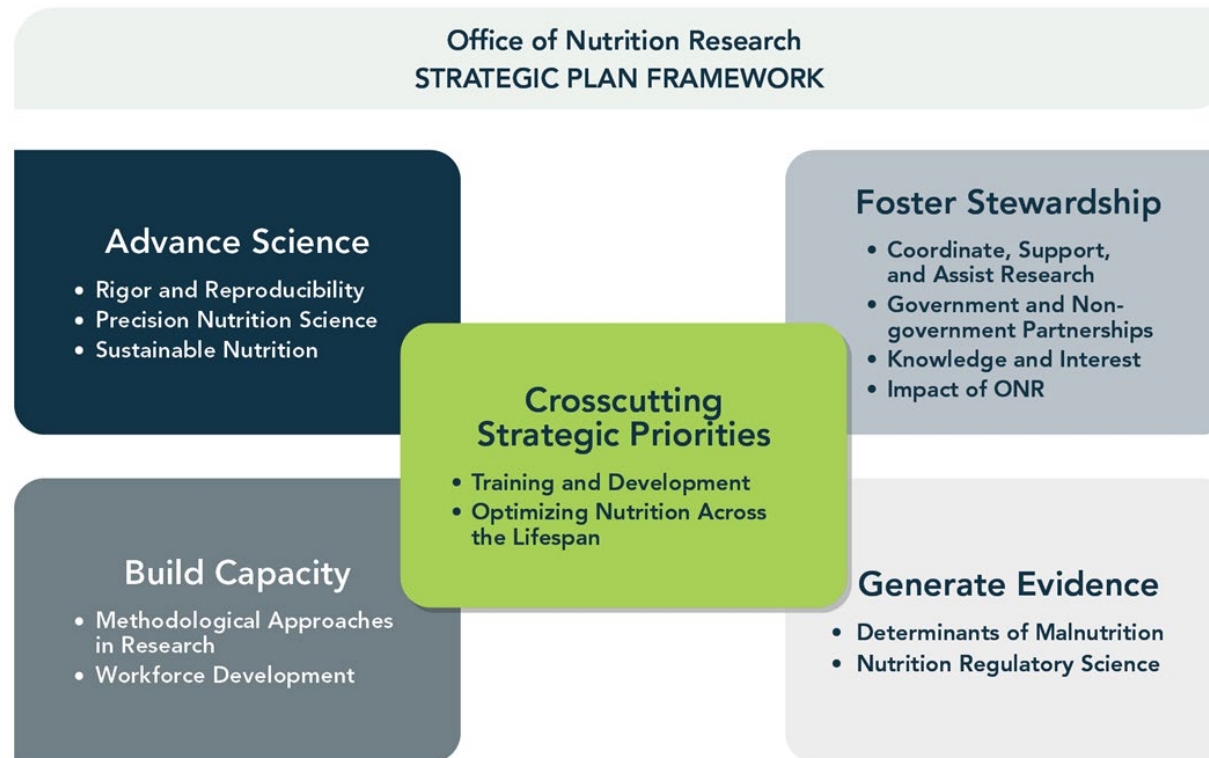 Office of Nutrition Research
STRATEGIC PLAN FRAMEWORK
Advance Science
• Rigor and Reproducibility
• Precision Nutrition Science
• Sustainable Nutrition
Foster Stewardship
• Coordinate, Support,
and Assist Research
• Government and Non-
government Partnerships
• Knowledge and Interest
• Impact of ONR
Crosscutting
Strategic Priorities
• Training and Development
• Optimizing Nutrition Across
the Lifespan
Build Capacity
• Methodological Approaches
in Research
• Workforce Development
Generate Evidence
• Determinants of Malnutrition
• Nutrition Regulatory Science